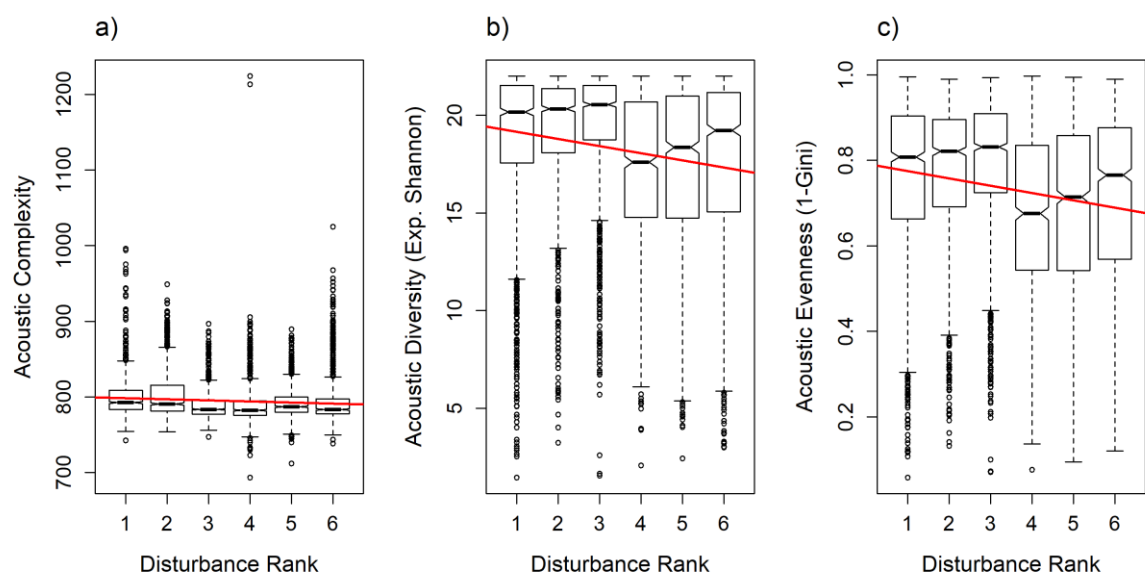 a)
Acoustic Complexity
1200
1100
1000
900
800
700
1 2 3 4 5 6
Disturbance Rank
b)
Acoustic Diversity (Exp. Shannon)
20
15
10
5
1 2 3 4 5 6
Disturbance Rank
c)
Acoustic Evenness (1-Gini)
1.0
0.8
0.6
0.4
0.2
1 2 3 4 5 6
Disturbance Rank